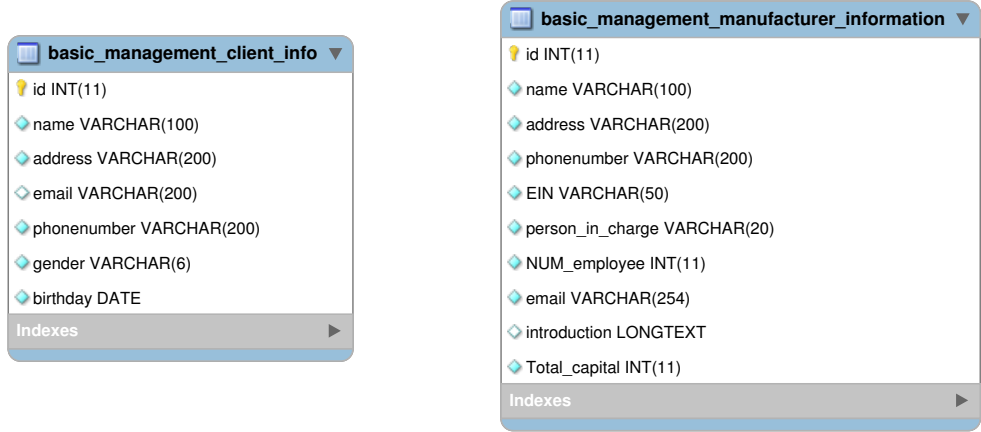 basic_management_client_info
id INT(11)
name VARCHAR(100)
address VARCHAR(200)
email VARCHAR(200)
phonenumber VARCHAR(200)
gender VARCHAR(6)
birthday DATE
Indexes
basic_management_manufacturer_information
id INT(11)
name VARCHAR(100)
address VARCHAR(200)
phonenumber VARCHAR(200)
EIN VARCHAR(50)
person_in_charge VARCHAR(20)
NUM_employee INT(11)
email VARCHAR(254)
introduction LONGTEXT
Total_capital INT(11)
Indexes